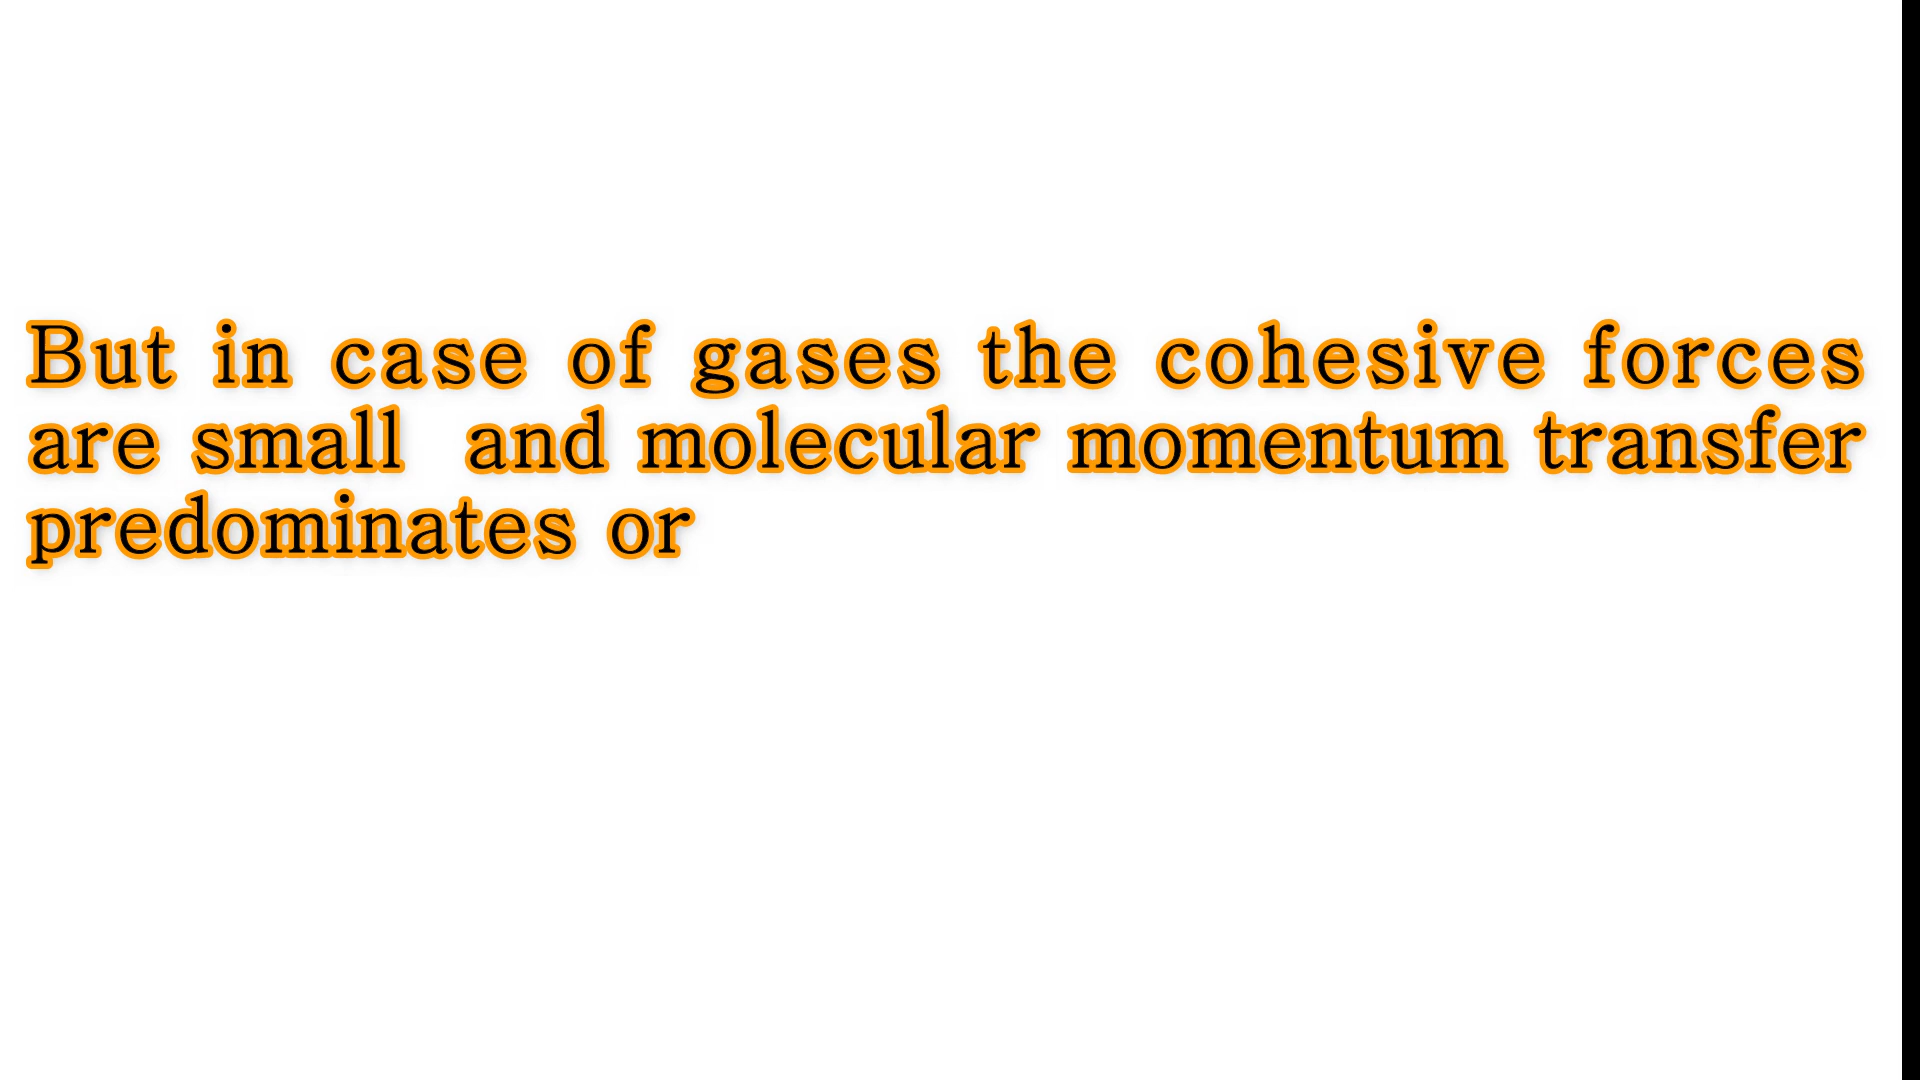 But in case of gases the cohesive forces
are small  and molecular momentum transfer
predominates or